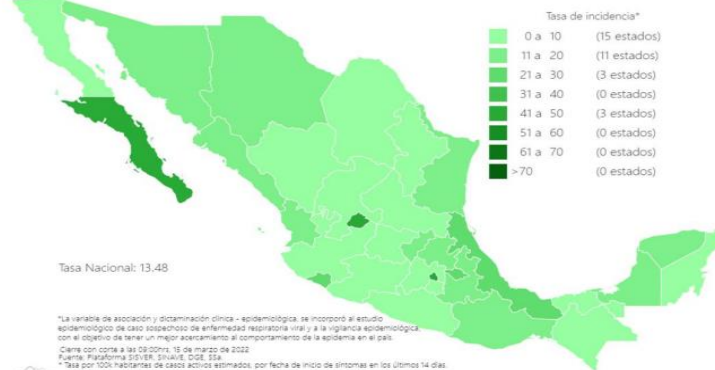 Tasa de incidencia*
0 a 10 (15 estados)
11 a 20 (11 estados)
21 a 30 (3 estados)
31 a 40 (0 estados)
41 a 50 (3 estados)
51 a 60 (0 estados)
61 a 70 (0 estados)
>70 (0 estados)
Tasa Nacional: 13.48
*La variable de asociación y dictaminación clínica - epidemiológica, se incorporó al estudio
epidemiológico de caso sospechoso de enfermedad respiratoria viral y a la vigilancia epidemiológica,
con el objetivo de tener un mejor acercamiento al comportamiento de la epidemia en el país.
Cierre con corte a las 09:00hrs, 15 de marzo de 2022
Fuente: Plataforma SISVER, SINAVE, DGE, SSa.
* Tasa por 100k habitantes de casos activos estimados, por fecha de inicio de síntomas en los últimos 14 días.